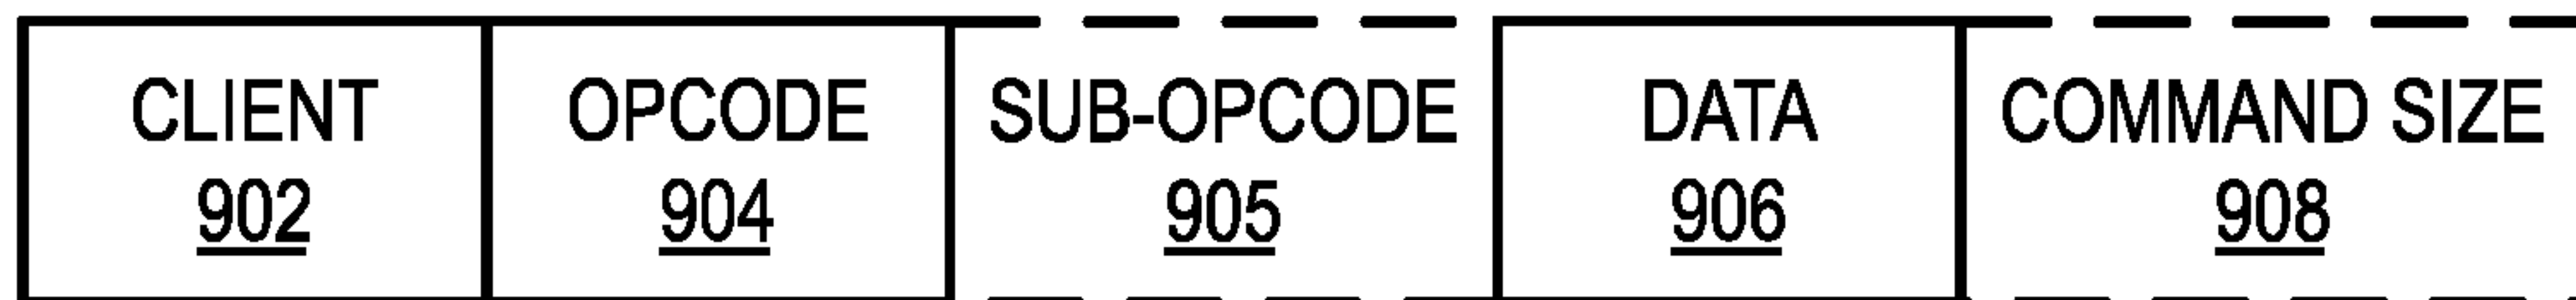 CLIENT OPCODE SUB-OPCODE DATA COMMAND SIZE
902 904 905 906 908